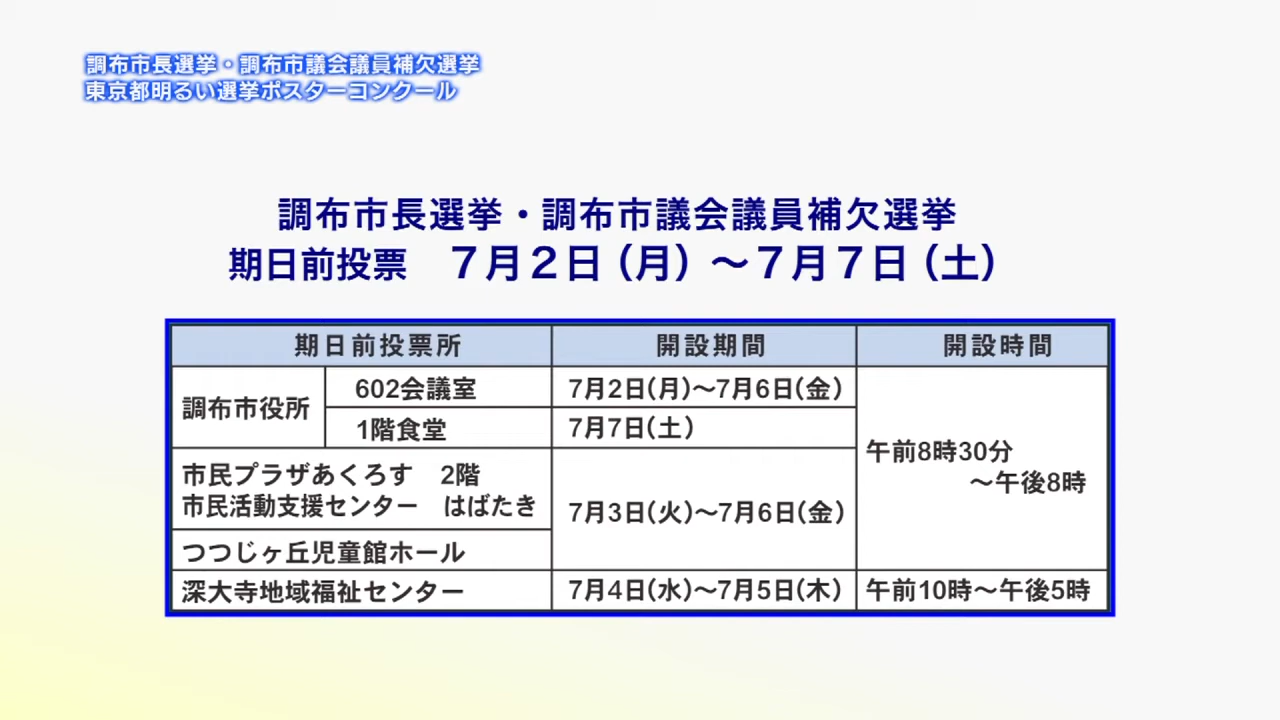 調布市長選挙・調布市議会議員補欠選挙
東京都明るい選挙ポスターコンクール
調布市長選挙・調布市議会議員補欠選挙
期日前投票　７月２日（月）～７月７日（土）
期日前投票所 開設期間 開設時間
調布市役所 602会議室 7月2日(月)～7月6日(金)
1階食堂 7月7日(土)
午前8時30分
～午後8時
市民プラザあくろす　2階
市民活動支援センター　はばたき
7月3日(火)～7月6日(金)
つつじヶ丘児童館ホール
深大寺地域福祉センター 7月4日(水)～7月5日(木) 午前10時～午後5時